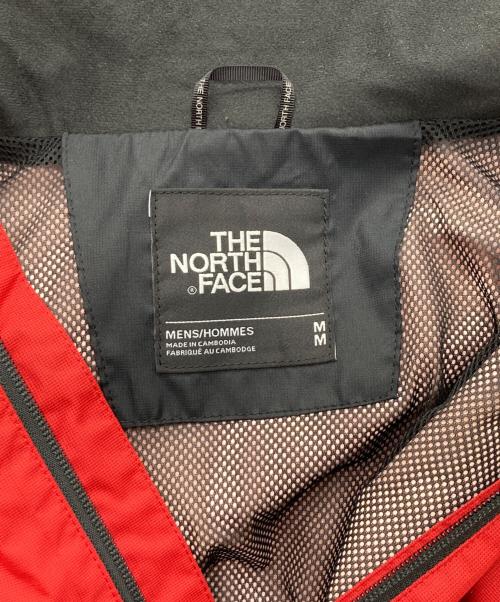 THE NORTH FACE
THE
NORTH
FACE
®
MENS/HOMMES
M
M
MADE IN CAMBODIA
FABRIQUÉ AU CAMBODGE